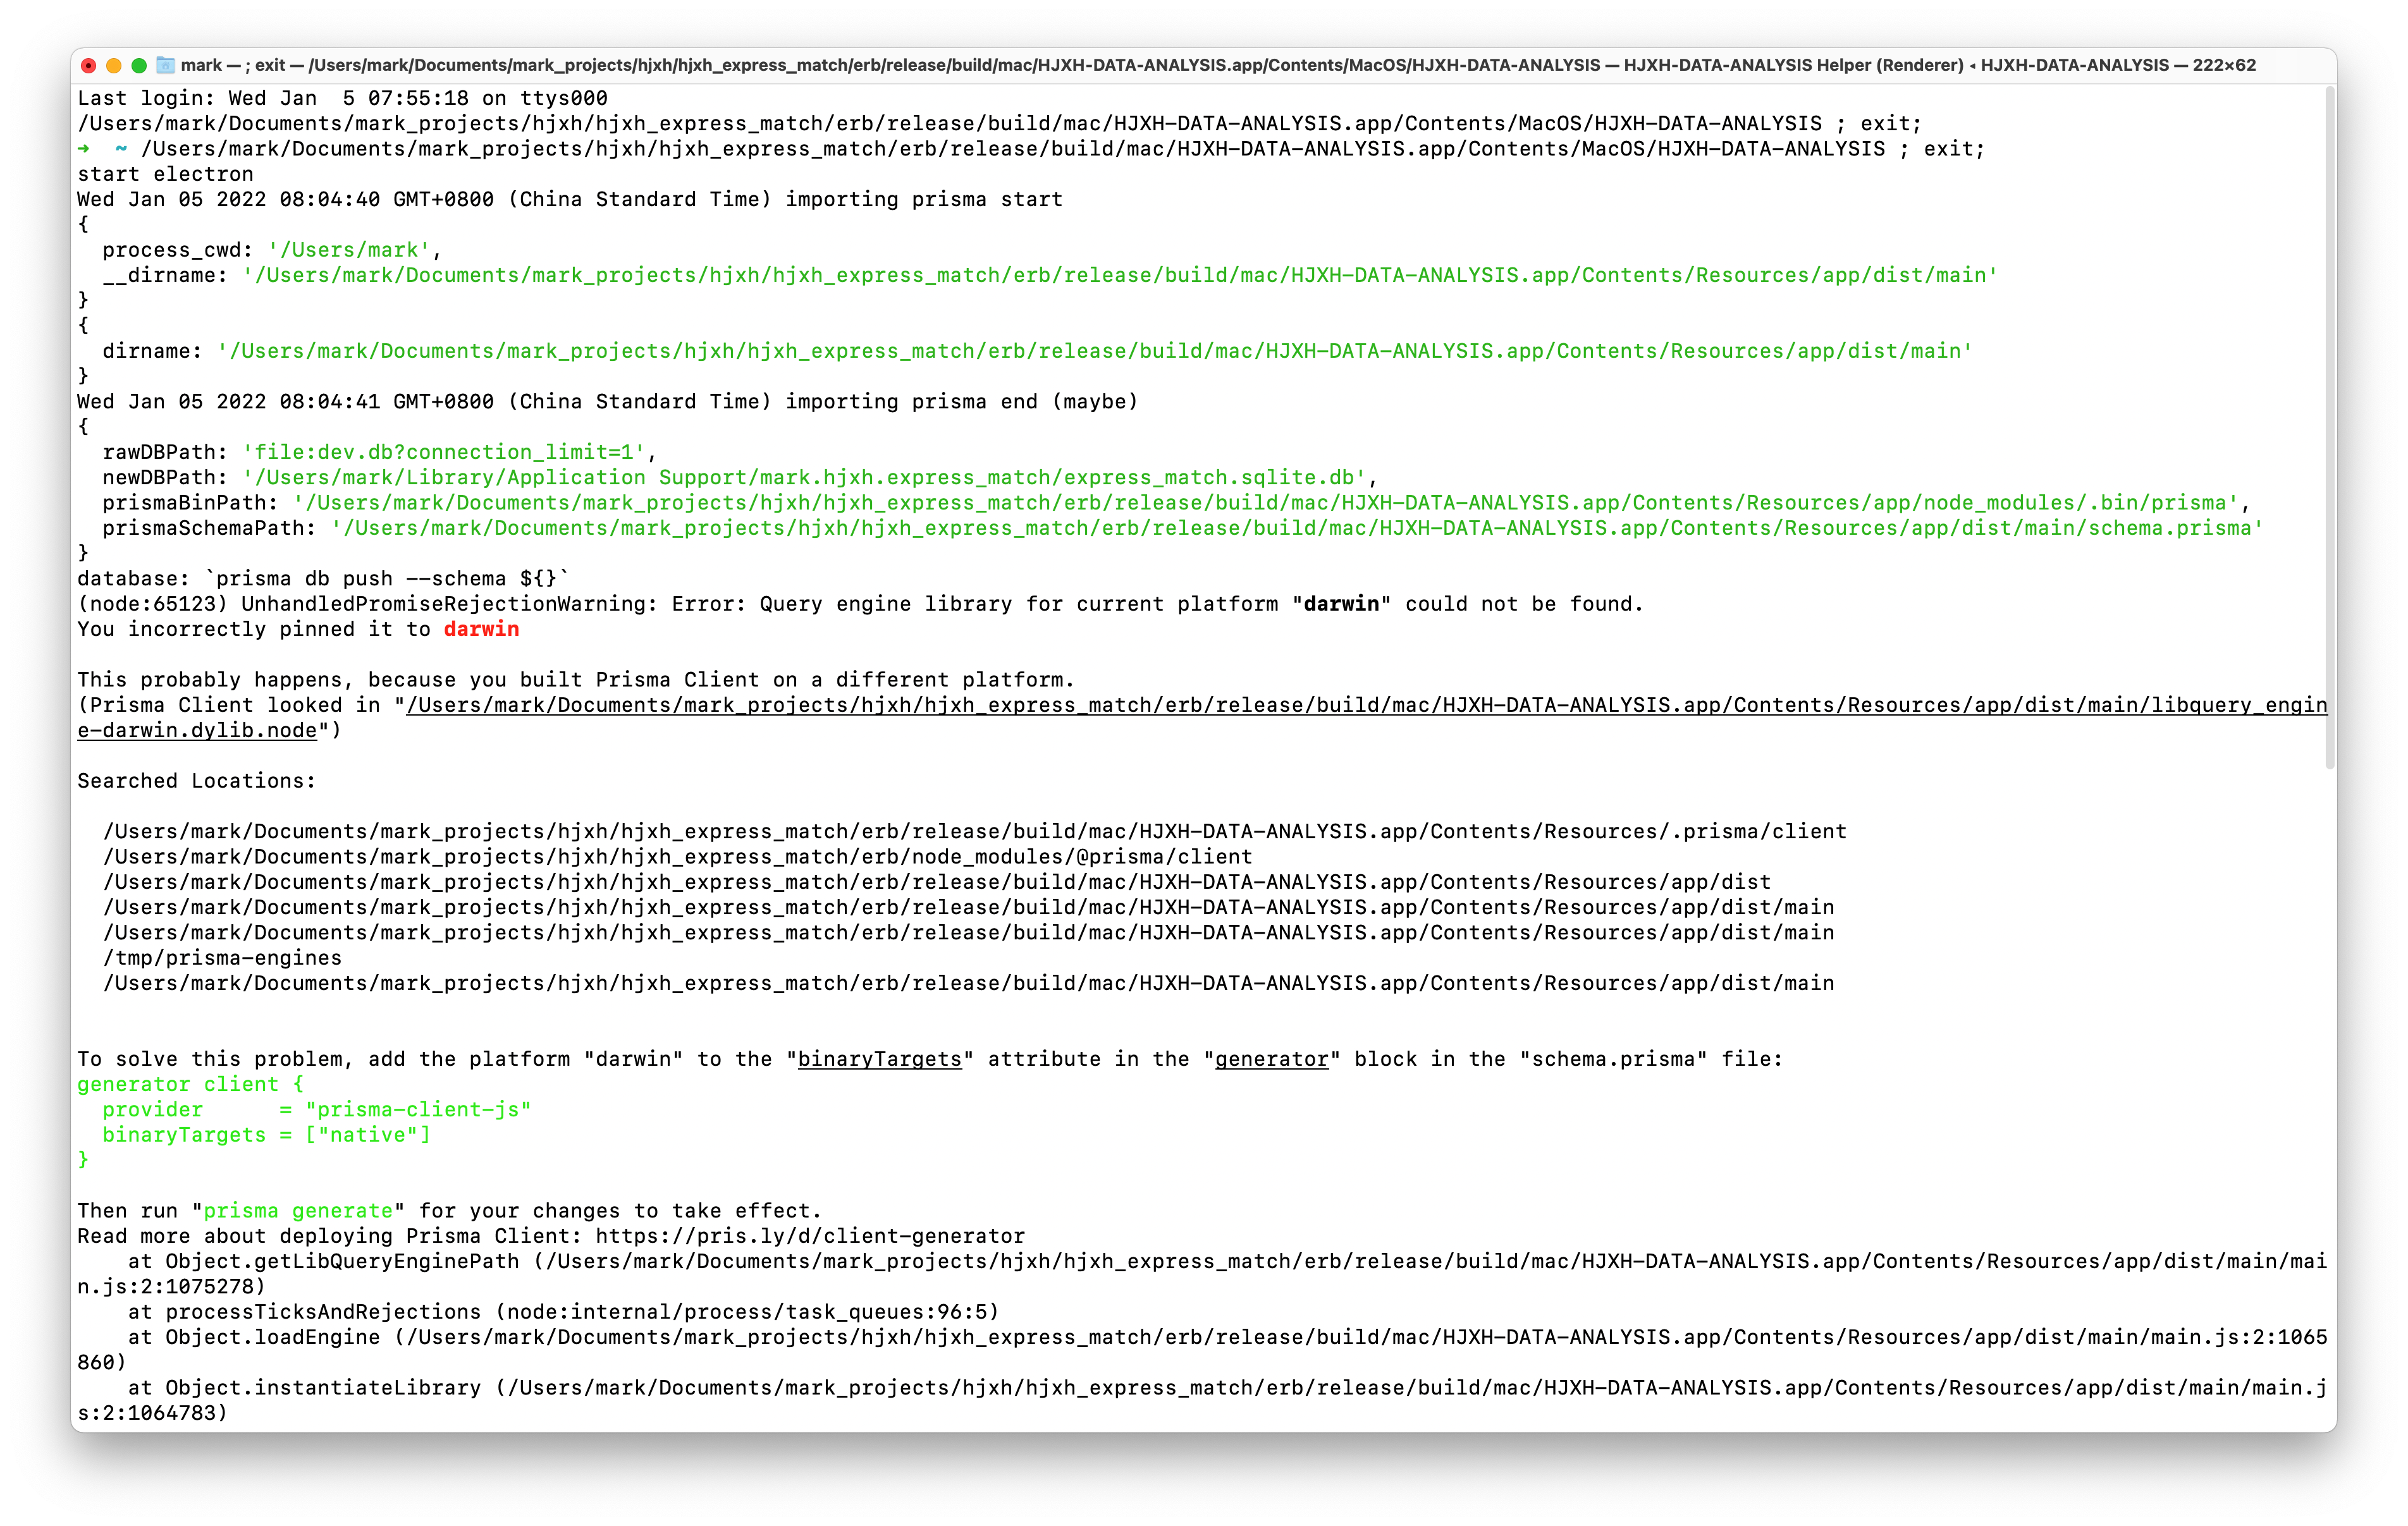 mark — ; exit — /Users/mark/Documents/mark_projects/hjxh/hjxh_express_match/erb/release/build/mac/HJXH-DATA-ANALYSIS.app/Contents/MacOS/HJXH-DATA-ANALYSIS — HJXH-DATA-ANALYSIS Helper (Renderer) ◂ HJXH-DATA-ANALYSIS — 222×62
Last login: Wed Jan  5 07:55:18 on ttys000
/Users/mark/Documents/mark_projects/hjxh/hjxh_express_match/erb/release/build/mac/HJXH-DATA-ANALYSIS.app/Contents/MacOS/HJXH-DATA-ANALYSIS ; exit;
➜  ~ /Users/mark/Documents/mark_projects/hjxh/hjxh_express_match/erb/release/build/mac/HJXH-DATA-ANALYSIS.app/Contents/MacOS/HJXH-DATA-ANALYSIS ; exit;
start electron
Wed Jan 05 2022 08:04:40 GMT+0800 (China Standard Time) importing prisma start
{
  process_cwd: '/Users/mark',
  __dirname: '/Users/mark/Documents/mark_projects/hjxh/hjxh_express_match/erb/release/build/mac/HJXH-DATA-ANALYSIS.app/Contents/Resources/app/dist/main'
}
{
  dirname: '/Users/mark/Documents/mark_projects/hjxh/hjxh_express_match/erb/release/build/mac/HJXH-DATA-ANALYSIS.app/Contents/Resources/app/dist/main'
}
Wed Jan 05 2022 08:04:41 GMT+0800 (China Standard Time) importing prisma end (maybe)
{
  rawDBPath: 'file:dev.db?connection_limit=1',
  newDBPath: '/Users/mark/Library/Application Support/mark.hjxh.express_match/express_match.sqlite.db',
  prismaBinPath: '/Users/mark/Documents/mark_projects/hjxh/hjxh_express_match/erb/release/build/mac/HJXH-DATA-ANALYSIS.app/Contents/Resources/app/node_modules/.bin/prisma',
  prismaSchemaPath: '/Users/mark/Documents/mark_projects/hjxh/hjxh_express_match/erb/release/build/mac/HJXH-DATA-ANALYSIS.app/Contents/Resources/app/dist/main/schema.prisma'
}
database: `prisma db push --schema ${}`
(node:65123) UnhandledPromiseRejectionWarning: Error: Query engine library for current platform "darwin" could not be found.
You incorrectly pinned it to darwin

This probably happens, because you built Prisma Client on a different platform.
(Prisma Client looked in "/Users/mark/Documents/mark_projects/hjxh/hjxh_express_match/erb/release/build/mac/HJXH-DATA-ANALYSIS.app/Contents/Resources/app/dist/main/libquery_engin
e-darwin.dylib.node")

Searched Locations:

  /Users/mark/Documents/mark_projects/hjxh/hjxh_express_match/erb/release/build/mac/HJXH-DATA-ANALYSIS.app/Contents/Resources/.prisma/client
  /Users/mark/Documents/mark_projects/hjxh/hjxh_express_match/erb/node_modules/@prisma/client
  /Users/mark/Documents/mark_projects/hjxh/hjxh_express_match/erb/release/build/mac/HJXH-DATA-ANALYSIS.app/Contents/Resources/app/dist
  /Users/mark/Documents/mark_projects/hjxh/hjxh_express_match/erb/release/build/mac/HJXH-DATA-ANALYSIS.app/Contents/Resources/app/dist/main
  /Users/mark/Documents/mark_projects/hjxh/hjxh_express_match/erb/release/build/mac/HJXH-DATA-ANALYSIS.app/Contents/Resources/app/dist/main
  /tmp/prisma-engines
  /Users/mark/Documents/mark_projects/hjxh/hjxh_express_match/erb/release/build/mac/HJXH-DATA-ANALYSIS.app/Contents/Resources/app/dist/main

To solve this problem, add the platform "darwin" to the "binaryTargets" attribute in the "generator" block in the "schema.prisma" file:
generator client {
  provider      = "prisma-client-js"
  binaryTargets = ["native"]
}

Then run "prisma generate" for your changes to take effect.
Read more about deploying Prisma Client: https://pris.ly/d/client-generator
    at Object.getLibQueryEnginePath (/Users/mark/Documents/mark_projects/hjxh/hjxh_express_match/erb/release/build/mac/HJXH-DATA-ANALYSIS.app/Contents/Resources/app/dist/main/mai
n.js:2:1075278)
    at processTicksAndRejections (node:internal/process/task_queues:96:5)
    at Object.loadEngine (/Users/mark/Documents/mark_projects/hjxh/hjxh_express_match/erb/release/build/mac/HJXH-DATA-ANALYSIS.app/Contents/Resources/app/dist/main/main.js:2:1065
860)
    at Object.instantiateLibrary (/Users/mark/Documents/mark_projects/hjxh/hjxh_express_match/erb/release/build/mac/HJXH-DATA-ANALYSIS.app/Contents/Resources/app/dist/main/main.j
s:2:1064783)